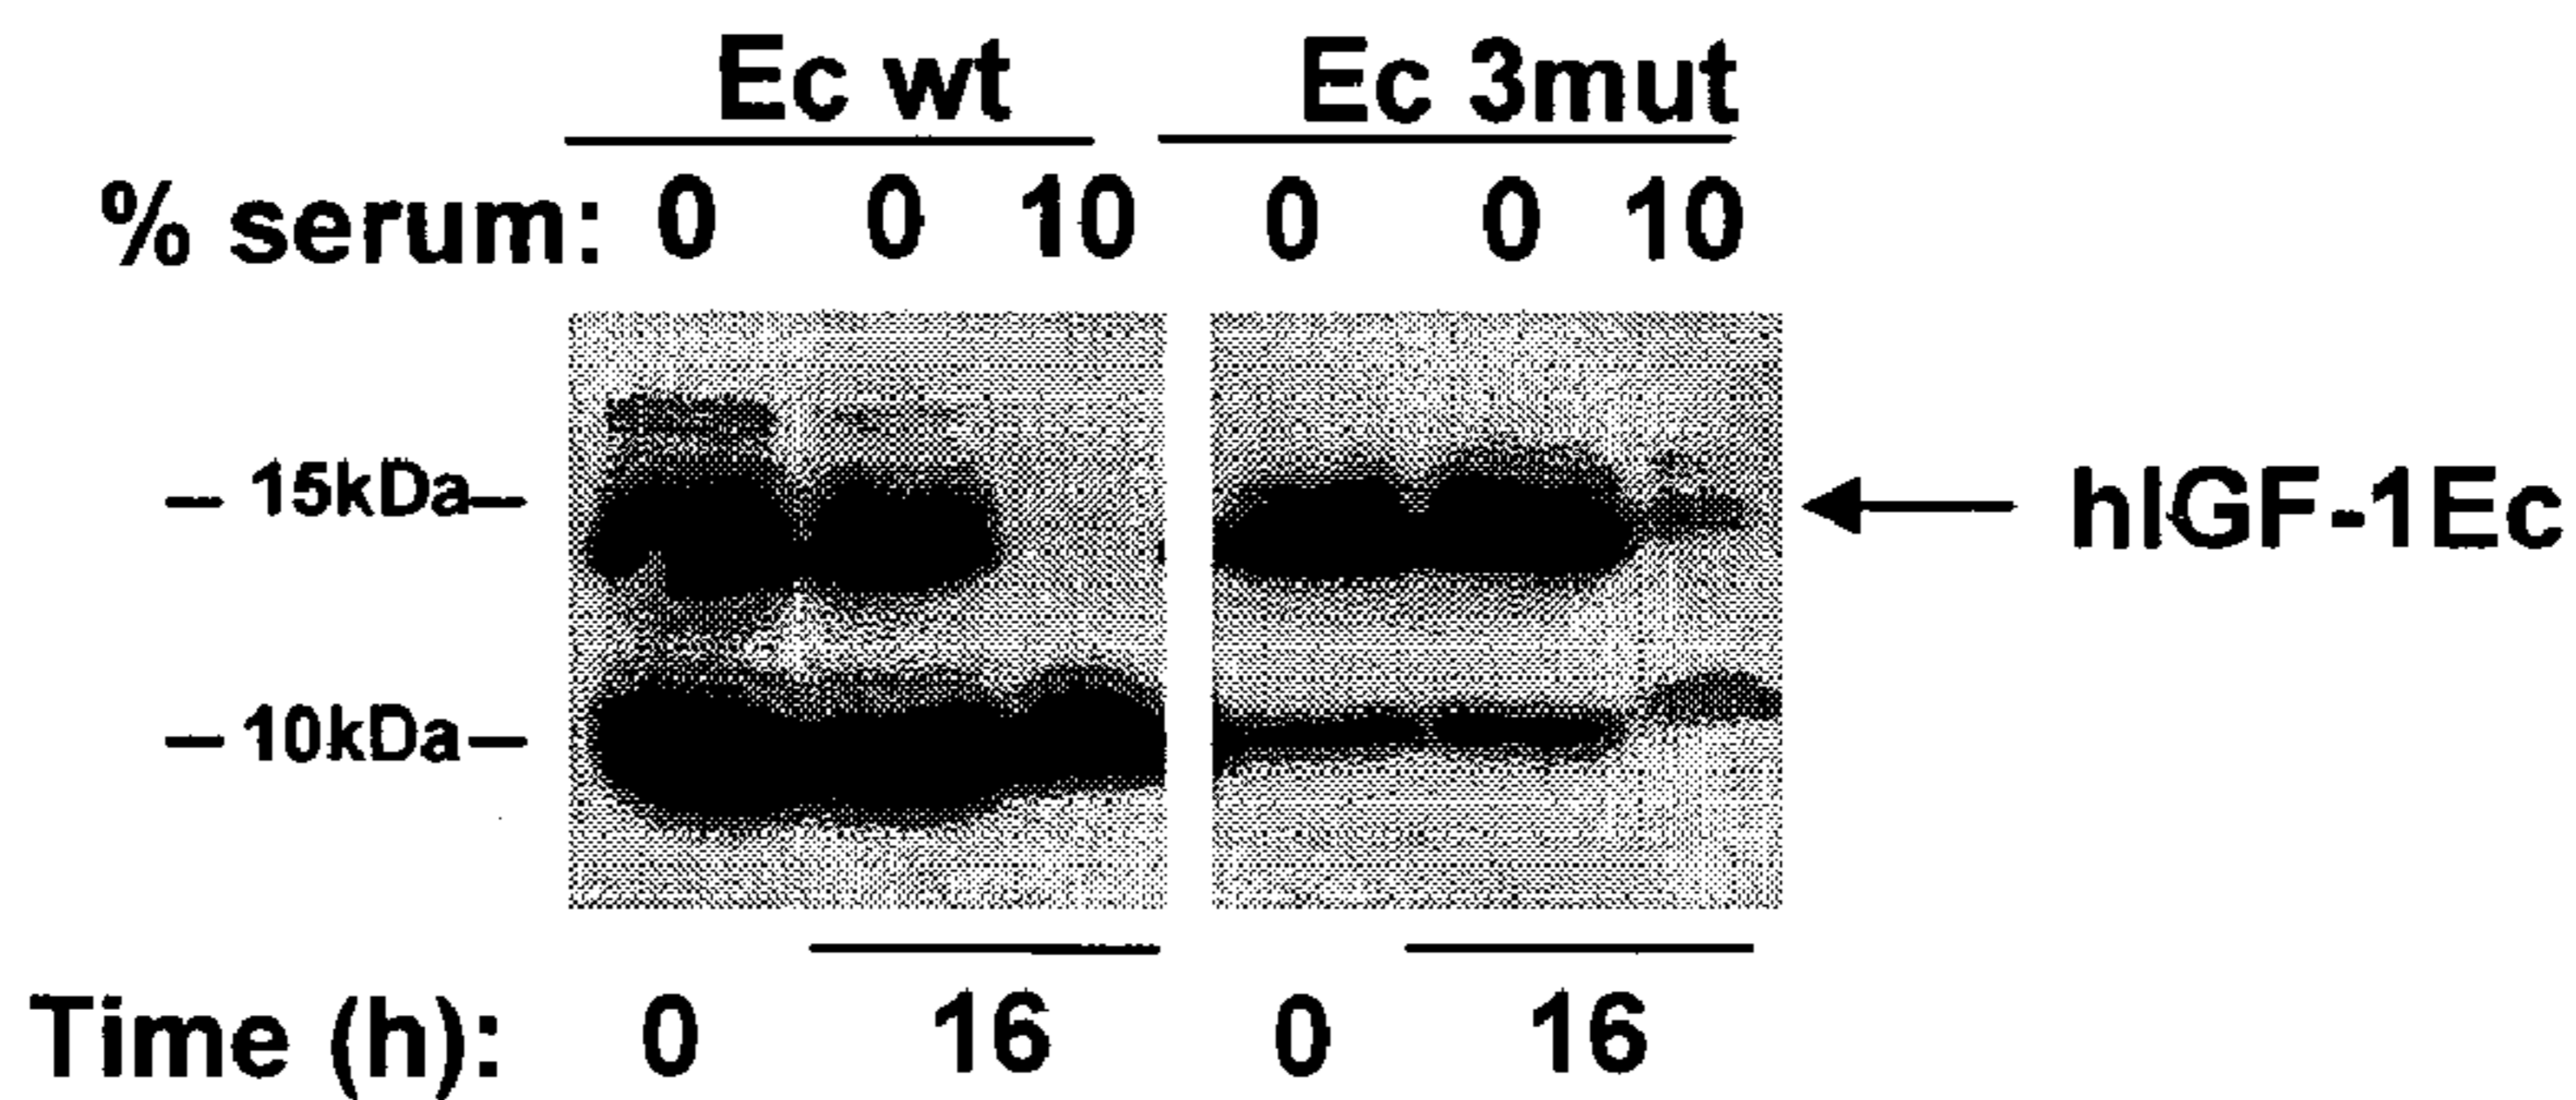 Ec wt Ec 3mut
% serum: 0 0 10 0 0 10
– 15kDa– hIGF-1Ec
– 10kDa–
Time (h): 0 16 0 16